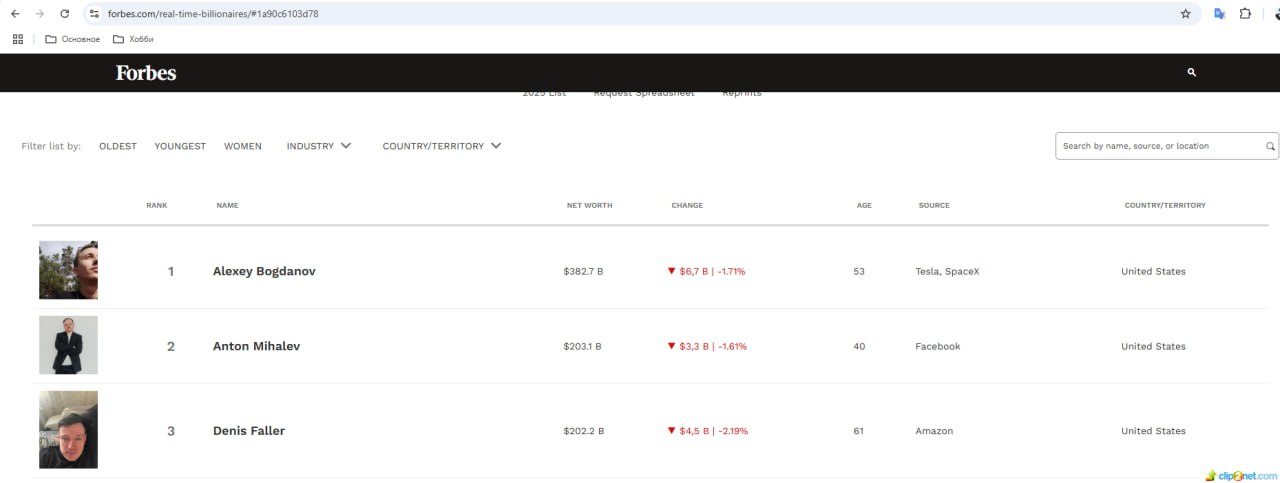 forbes.com/real-time-billionaires/#1a90c6103d78
Основное Хобби
Forbes
2025 List Request Spreadsheet Reprints
Filter list by: OLDEST YOUNGEST WOMEN INDUSTRY COUNTRY/TERRITORY Search by name, source, or location
RANK NAME NET WORTH CHANGE AGE SOURCE COUNTRY/TERRITORY
1 Alexey Bogdanov $382.7 B $6,7 B | -1.71% 53 Tesla, SpaceX United States
2 Anton Mihalev $203.1 B $3,3 B | -1.61% 40 Facebook United States
3 Denis Faller $202.2 B $4,5 B | -2.19% 61 Amazon United States
clip2net.com